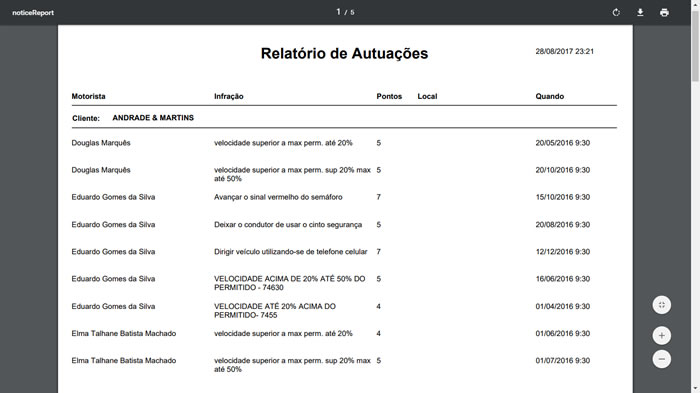 noticeReport 1 / 5
Relatório de Autuações 28/08/2017 23:21
Motorista Infração Pontos Local Quando
Cliente: ANDRADE & MARTINS
Douglas Marquês velocidade superior a max perm. até 20% 5 20/05/2016 9:30
Douglas Marquês velocidade superior a max perm. sup 20% max 5 20/10/2016 9:30
até 50%
Eduardo Gomes da Silva Avançar o sinal vermelho do semáforo 7 15/10/2016 9:30
Eduardo Gomes da Silva Deixar o condutor de usar o cinto segurança 5 20/08/2016 9:30
Eduardo Gomes da Silva Dirigir veículo utilizando-se de telefone celular 7 12/12/2016 9:30
Eduardo Gomes da Silva VELOCIDADE ACIMA DE 20% ATÉ 50% DO 5 16/06/2016 9:30
PERMITIDO - 74630
Eduardo Gomes da Silva VELOCIDADE ATÉ 20% ACIMA DO 4 01/04/2016 9:30
PERMITIDO- 7455
Elma Talhane Batista Machado velocidade superior a max perm. até 20% 4 01/06/2016 9:30
Elma Talhane Batista Machado velocidade superior a max perm. sup 20% max 5 01/07/2016 9:30
até 50%